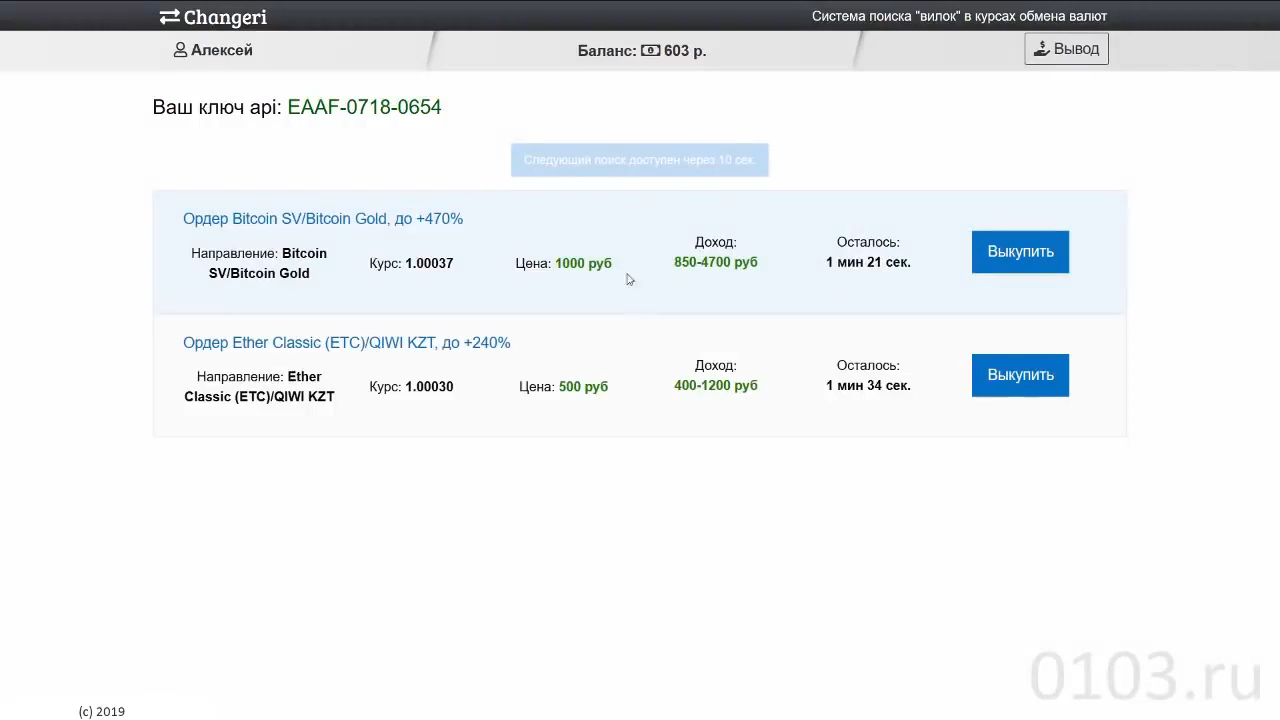 Changeri
Система поиска "вилок" в курсах обмена валют
Алексей
Баланс: 603 р.
Вывод
Ваш ключ api: EAAF-0718-0654
Следующий поиск доступен через 10 сек.
Ордер Bitcoin SV/Bitcoin Gold, до +470%
Направление: Bitcoin
SV/Bitcoin Gold
Курс: 1.00037
Цена: 1000 руб
Доход:
850-4700 руб
Осталось:
1 мин 21 сек.
Выкупить
Ордер Ether Classic (ETC)/QIWI KZT, до +240%
Направление: Ether
Classic (ETC)/QIWI KZT
Курс: 1.00030
Цена: 500 руб
Доход:
400-1200 руб
Осталось:
1 мин 34 сек.
Выкупить
0103.ru
(c) 2019